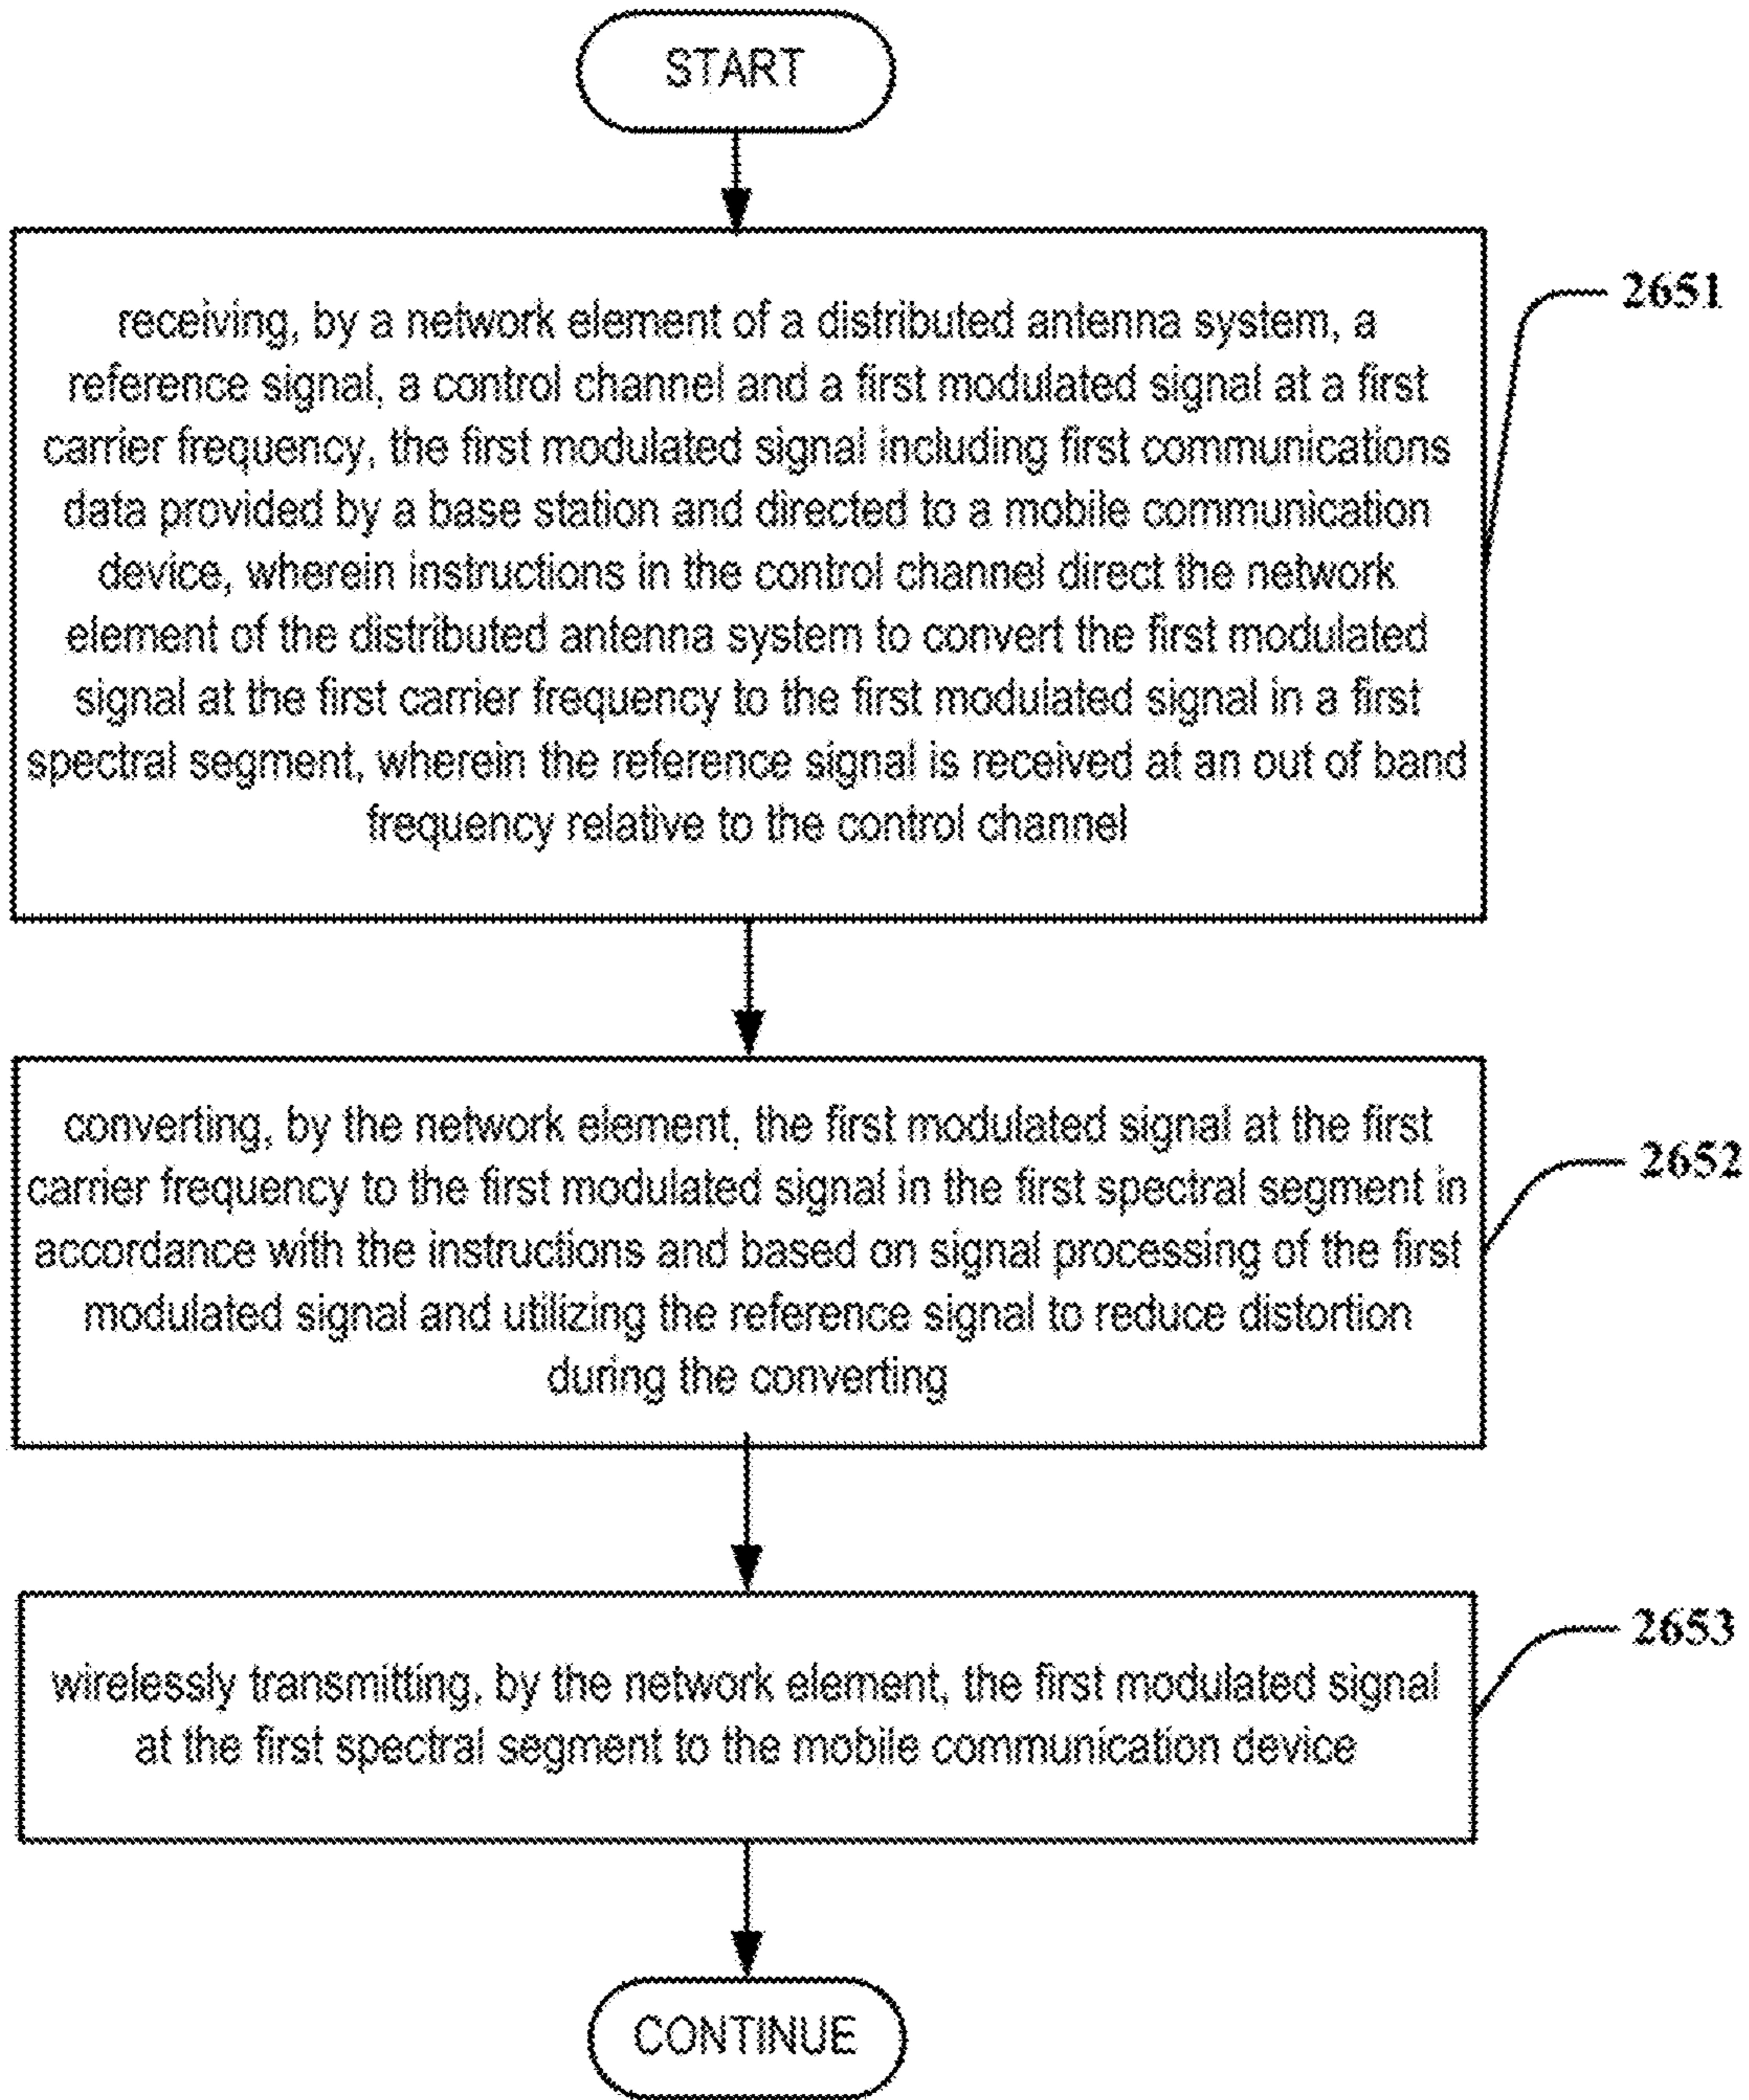 START
receiving, by a network element of a distributed antenna system, a
reference signal, a control channel and a first modulated signal at a first
carrier frequency, the first modulated signal including first communications
data provided by a base station and directed to a mobile communication
device, wherein instructions in the control channel direct the network
element of the distributed antenna system to convert the first modulated
signal at the first carrier frequency to the first modulated signal in a first
spectral segment, wherein the reference signal is received at an out of band
frequency relative to the control channel
2651
converting, by the network element, the first modulated signal at the first
carrier frequency to the first modulated signal in the first spectral segment in
accordance with the instructions and based on signal processing of the first
modulated signal and utilizing the reference signal to reduce distortion
during the converting
2652
wirelessly transmitting, by the network element, the first modulated signal
at the first spectral segment to the mobile communication device
2653
CONTINUE